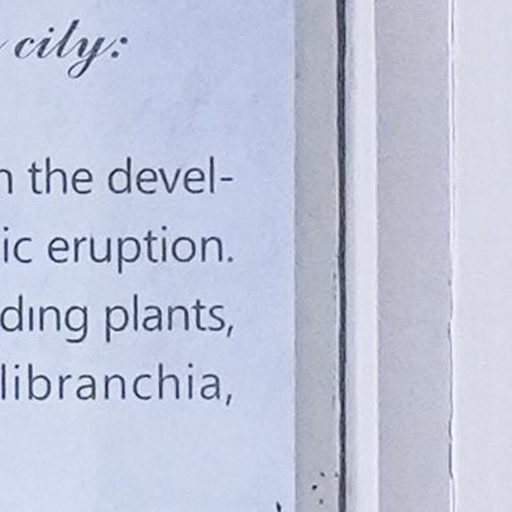 city:
n the devel-
ic eruption.
ding plants,
libranchia,